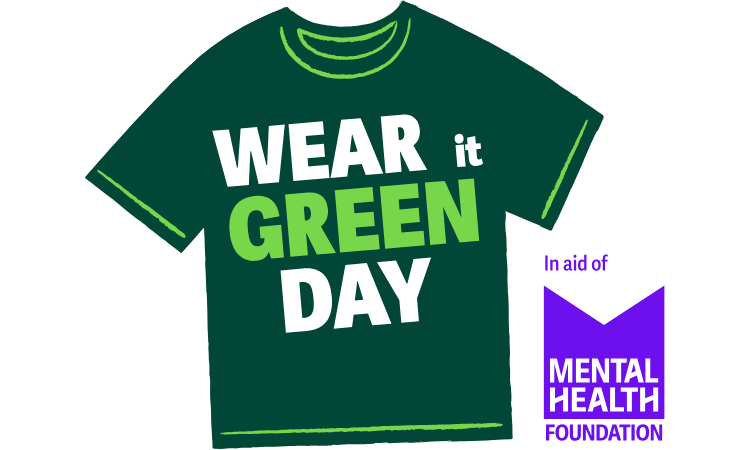 WEAR it
GREEN
DAY
In aid of
MENTAL
HEALTH
FOUNDATION